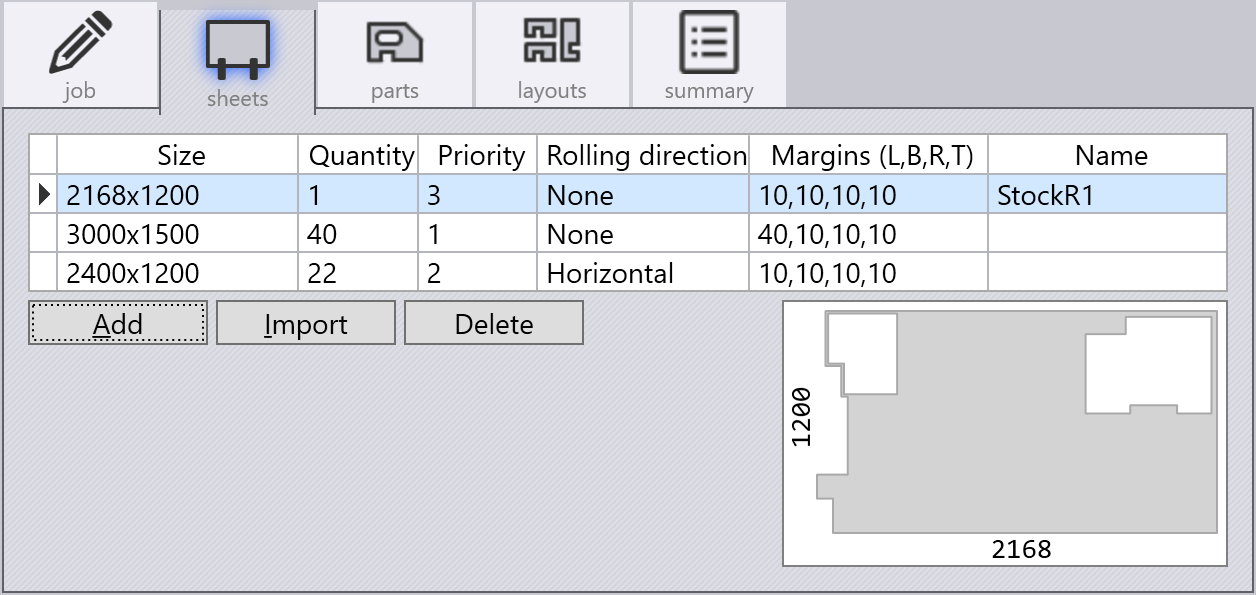 job sheets parts layouts summary
Size Quantity Priority Rolling direction Margins (L,B,R,T) Name
2168x1200 1 3 None 10,10,10,10 StockR1
3000x1500 40 1 None 40,10,10,10
2400x1200 22 2 Horizontal 10,10,10,10
Add Import Delete
1200
2168